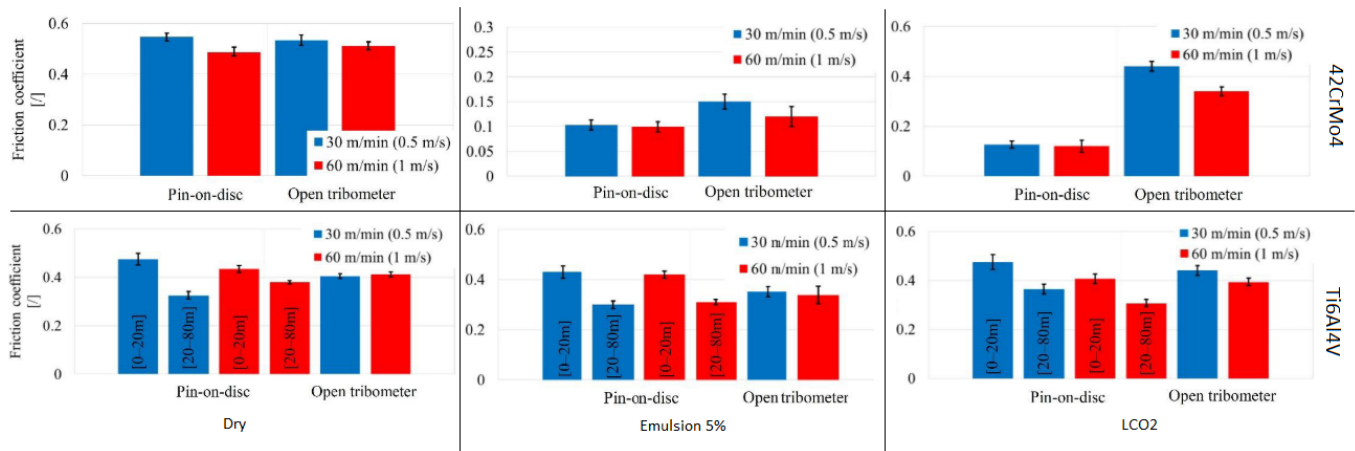 Friction coefficient
[/]
0.6
0.4
0.2
0
30 m/min (0.5 m/s)
60 m/min (1 m/s)
Pin-on-disc
Open tribometer
0.3
0.25
0.2
0.15
0.1
0.05
0
30 m/min (0.5 m/s)
60 m/min (1 m/s)
Pin-on-disc
Open tribometer
0.6
0.4
0.2
0
30 m/min (0.5 m/s)
60 m/min (1 m/s)
Pin-on-disc
Open tribometer
42CrMo4
Friction coefficient
[/]
0.6
0.4
0.2
0
30 m/min (0.5 m/s)
60 m/min (1 m/s)
[0–20m]
[20–80m]
[0–20m]
[20–80m]
Pin-on-disc
Open tribometer
Dry
0.6
0.4
0.2
0
30 m/min (0.5 m/s)
60 m/min (1 m/s)
[0–20m]
[20–80m]
[0–20m]
[20–80m]
Pin-on-disc
Open tribometer
Emulsion 5%
0.6
0.4
0.2
0
30 m/min (0.5 m/s)
60 m/min (1 m/s)
[0–20m]
[20–80m]
[0–20m]
[20–80m]
Pin-on-disc
Open tribometer
LCO2
Ti6Al4V